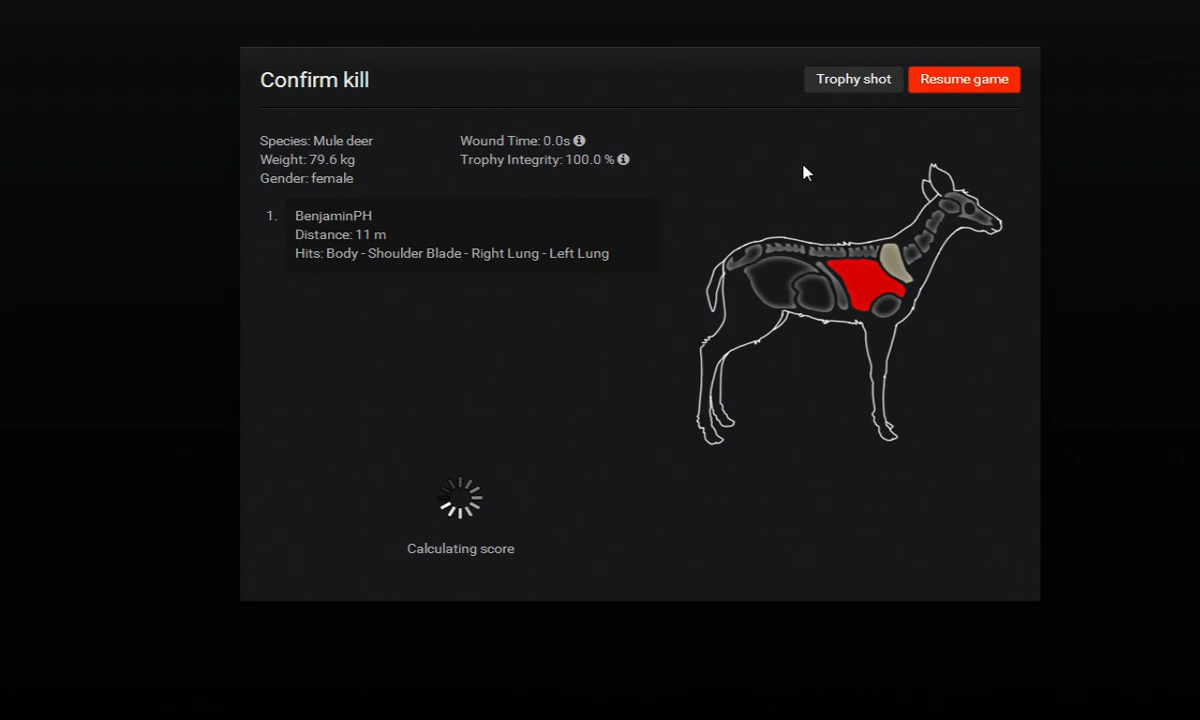 Confirm kill
Trophy shot
Resume game
Species: Mule deer
Weight: 79.6 kg
Gender: female
Wound Time: 0.0s
Trophy Integrity: 100.0 %
1.
BenjaminPH
Distance: 11 m
Hits: Body - Shoulder Blade - Right Lung - Left Lung
Calculating score